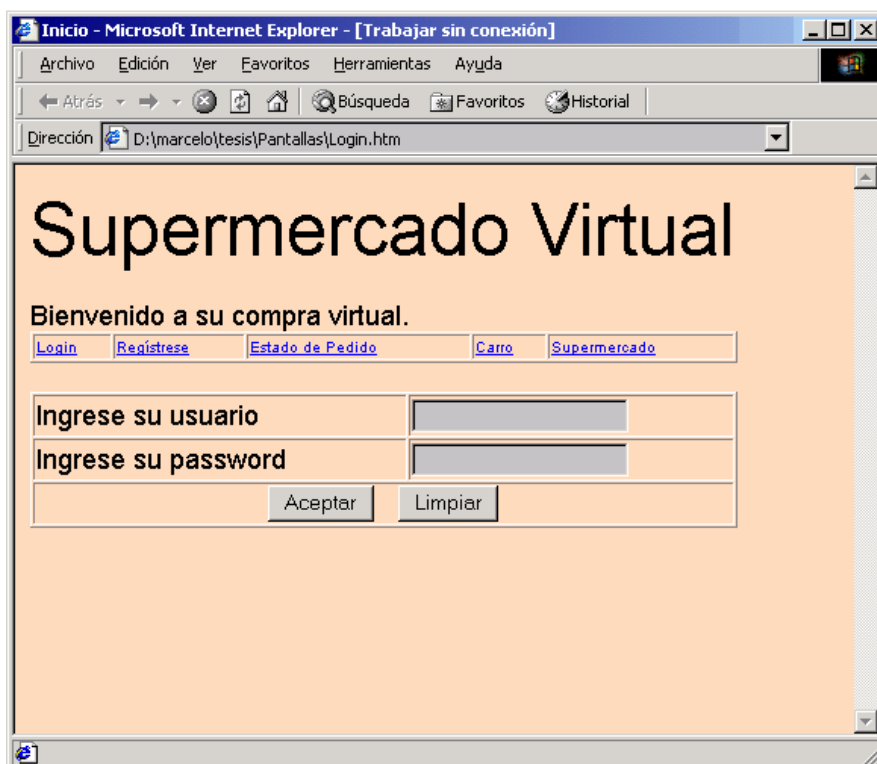 Inicio - Microsoft Internet Explorer - [Trabajar sin conexión]
Archivo Edición Ver Favoritos Herramientas Ayuda
Atrás Búsqueda Favoritos Historial
Dirección D:\marcelo\tesis\Pantallas\Login.htm
Supermercado Virtual
Bienvenido a su compra virtual.
Login Regístrese Estado de Pedido Carro Supermercado
Ingrese su usuario
Ingrese su password
Aceptar Limpiar